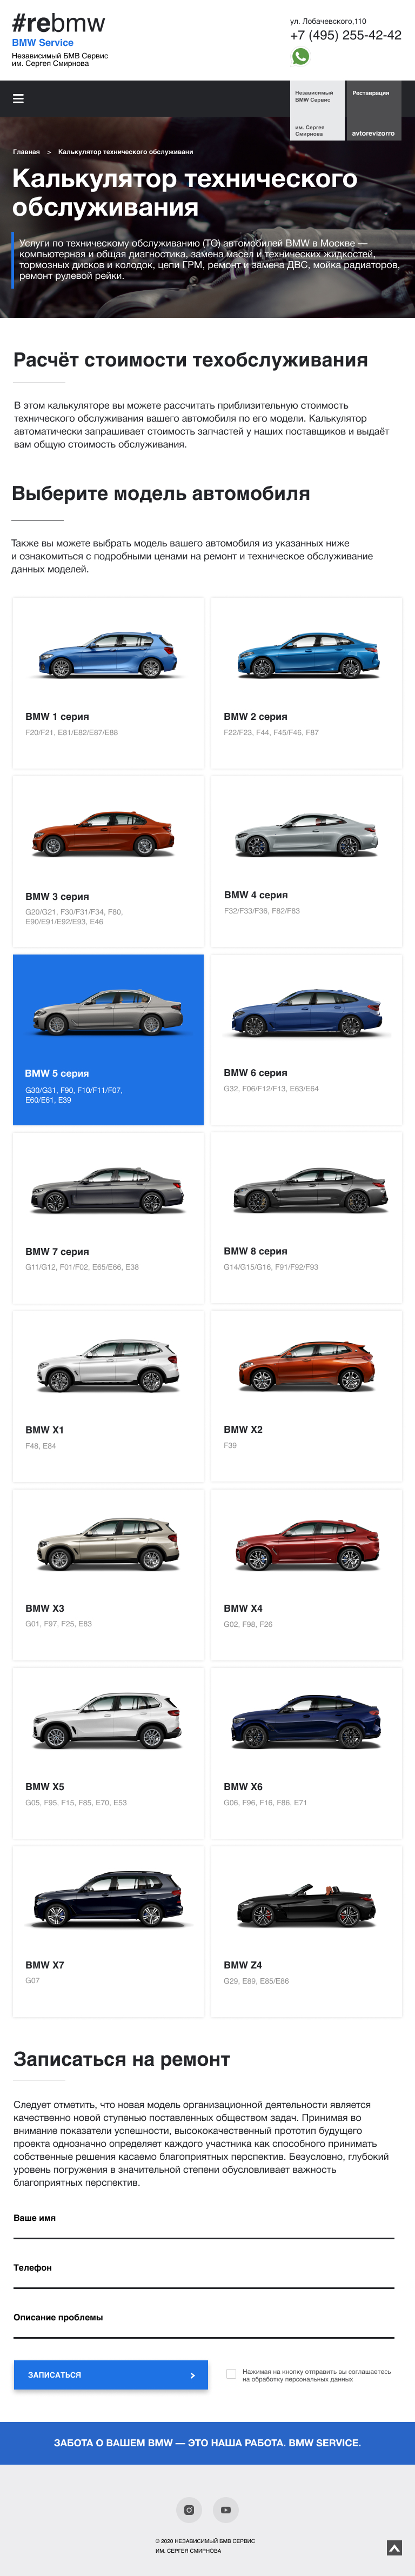 #rebmw
BMW Service
Независимый БМВ Сервис
им. Сергея Смирнова
ул. Лобачевского,110
+7 (495) 255-42-42
Независимый
BMW Сервис
им. Сергея
Смирнова
Реставрация
avtorevizorro
Главная > Калькулятор технического обслуживани
Калькулятор технического
обслуживания
Услуги по техническому обслуживанию (ТО) автомобилей BMW в Москве —
компьютерная и общая диагностика, замена масел и технических жидкостей,
тормозных дисков и колодок, цепи ГРМ, ремонт и замена ДВС, мойка радиаторов,
ремонт рулевой рейки.
Расчёт стоимости техобслуживания
В этом калькуляторе вы можете рассчитать приблизительную стоимость
технического обслуживания вашего автомобиля по его модели. Калькулятор
автоматически запрашивает стоимость запчастей у наших поставщиков и выдаёт
вам общую стоимость обслуживания.
Выберите модель автомобиля
Также вы можете выбрать модель вашего автомобиля из указанных ниже
и ознакомиться с подробными ценами на ремонт и техническое обслуживание
данных моделей.
BMW 1 серия
F20/F21, E81/E82/E87/E88
BMW 2 серия
F22/F23, F44, F45/F46, F87
BMW 3 серия
G20/G21, F30/F31/F34, F80,
E90/E91/E92/E93, E46
BMW 4 серия
F32/F33/F36, F82/F83
BMW 5 серия
G30/G31, F90, F10/F11/F07,
E60/E61, E39
BMW 6 серия
G32, F06/F12/F13, E63/E64
BMW 7 серия
G11/G12, F01/F02, E65/E66, E38
BMW 8 серия
G14/G15/G16, F91/F92/F93
BMW X1
F48, E84
BMW X2
F39
BMW X3
G01, F97, F25, E83
BMW X4
G02, F98, F26
BMW X5
G05, F95, F15, F85, E70, E53
BMW X6
G06, F96, F16, F86, E71
BMW X7
G07
BMW Z4
G29, E89, E85/E86
Записаться на ремонт
Следует отметить, что новая модель организационной деятельности является
качественно новой ступенью поставленных обществом задач. Принимая во
внимание показатели успешности, высококачественный прототип будущего
проекта однозначно определяет каждого участника как способного принимать
собственные решения касаемо благоприятных перспектив. Безусловно, глубокий
уровень погружения в значительной степени обусловливает важность
благоприятных перспектив.
Ваше имя
Телефон
Описание проблемы
ЗАПИСАТЬСЯ >
Нажимая на кнопку отправить вы соглашаетесь
на обработку персональных данных
ЗАБОТА О ВАШЕМ BMW — ЭТО НАША РАБОТА. BMW SERVICE.
© 2020 НЕЗАВИСИМЫЙ БМВ СЕРВИС
ИМ. СЕРГЕЯ СМИРНОВА